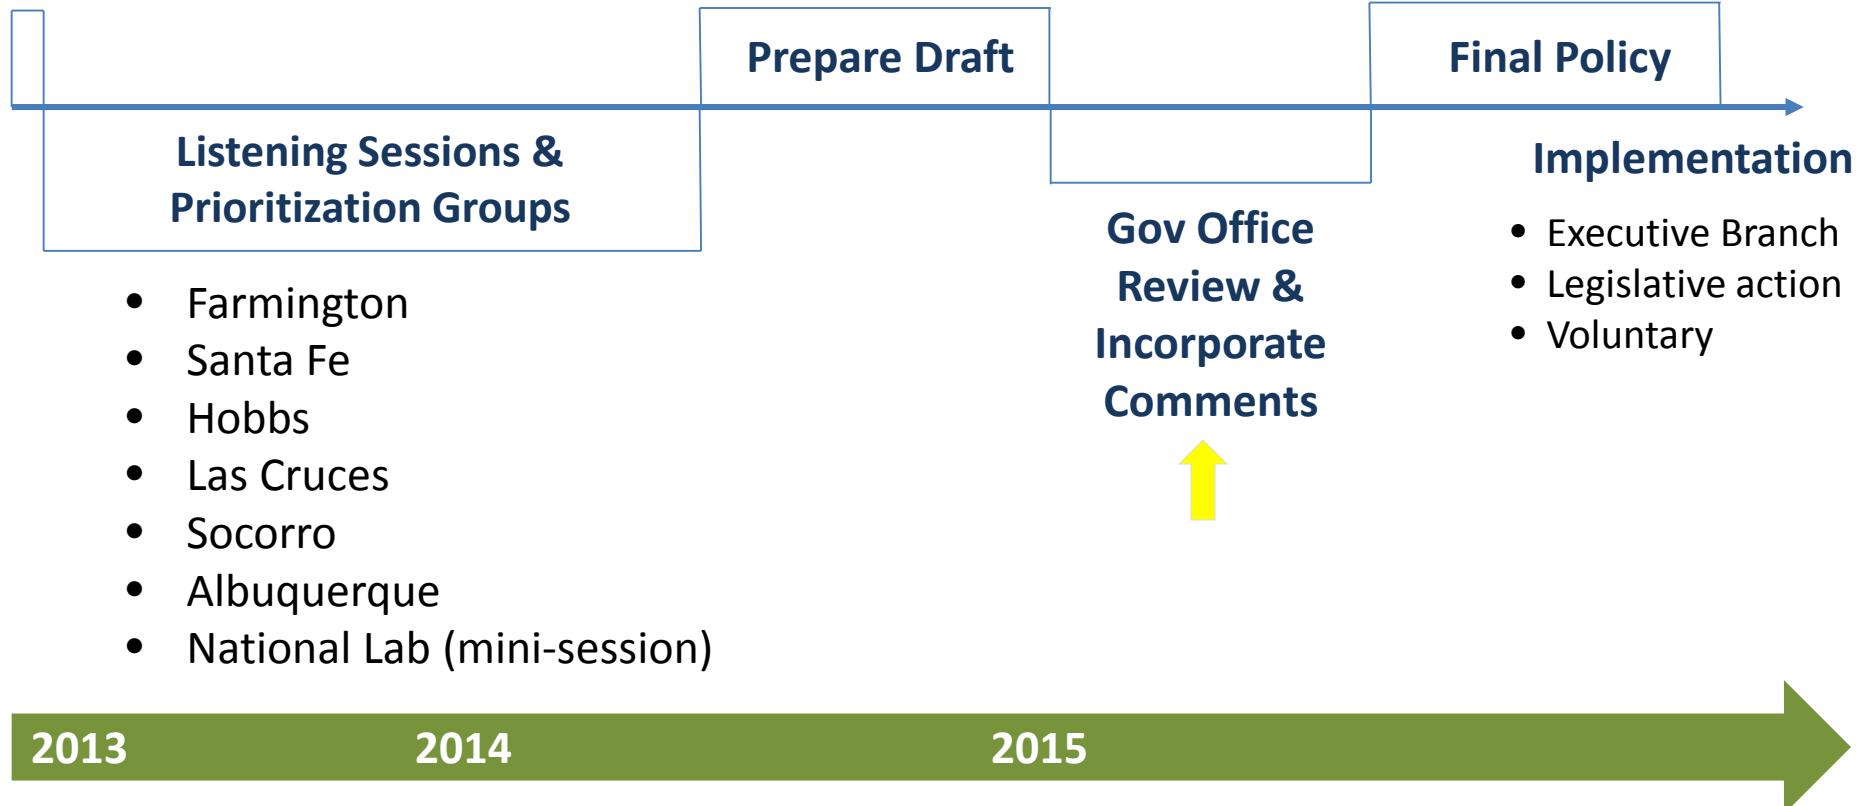 Prepare Draft
Final Policy
Listening Sessions &
Prioritization Groups
Implementation
Gov Office
Review &
Incorporate
Comments
• Executive Branch
• Legislative action
• Voluntary
• Farmington
• Santa Fe
• Hobbs
• Las Cruces
• Socorro
• Albuquerque
• National Lab (mini-session)
2013
2014
2015